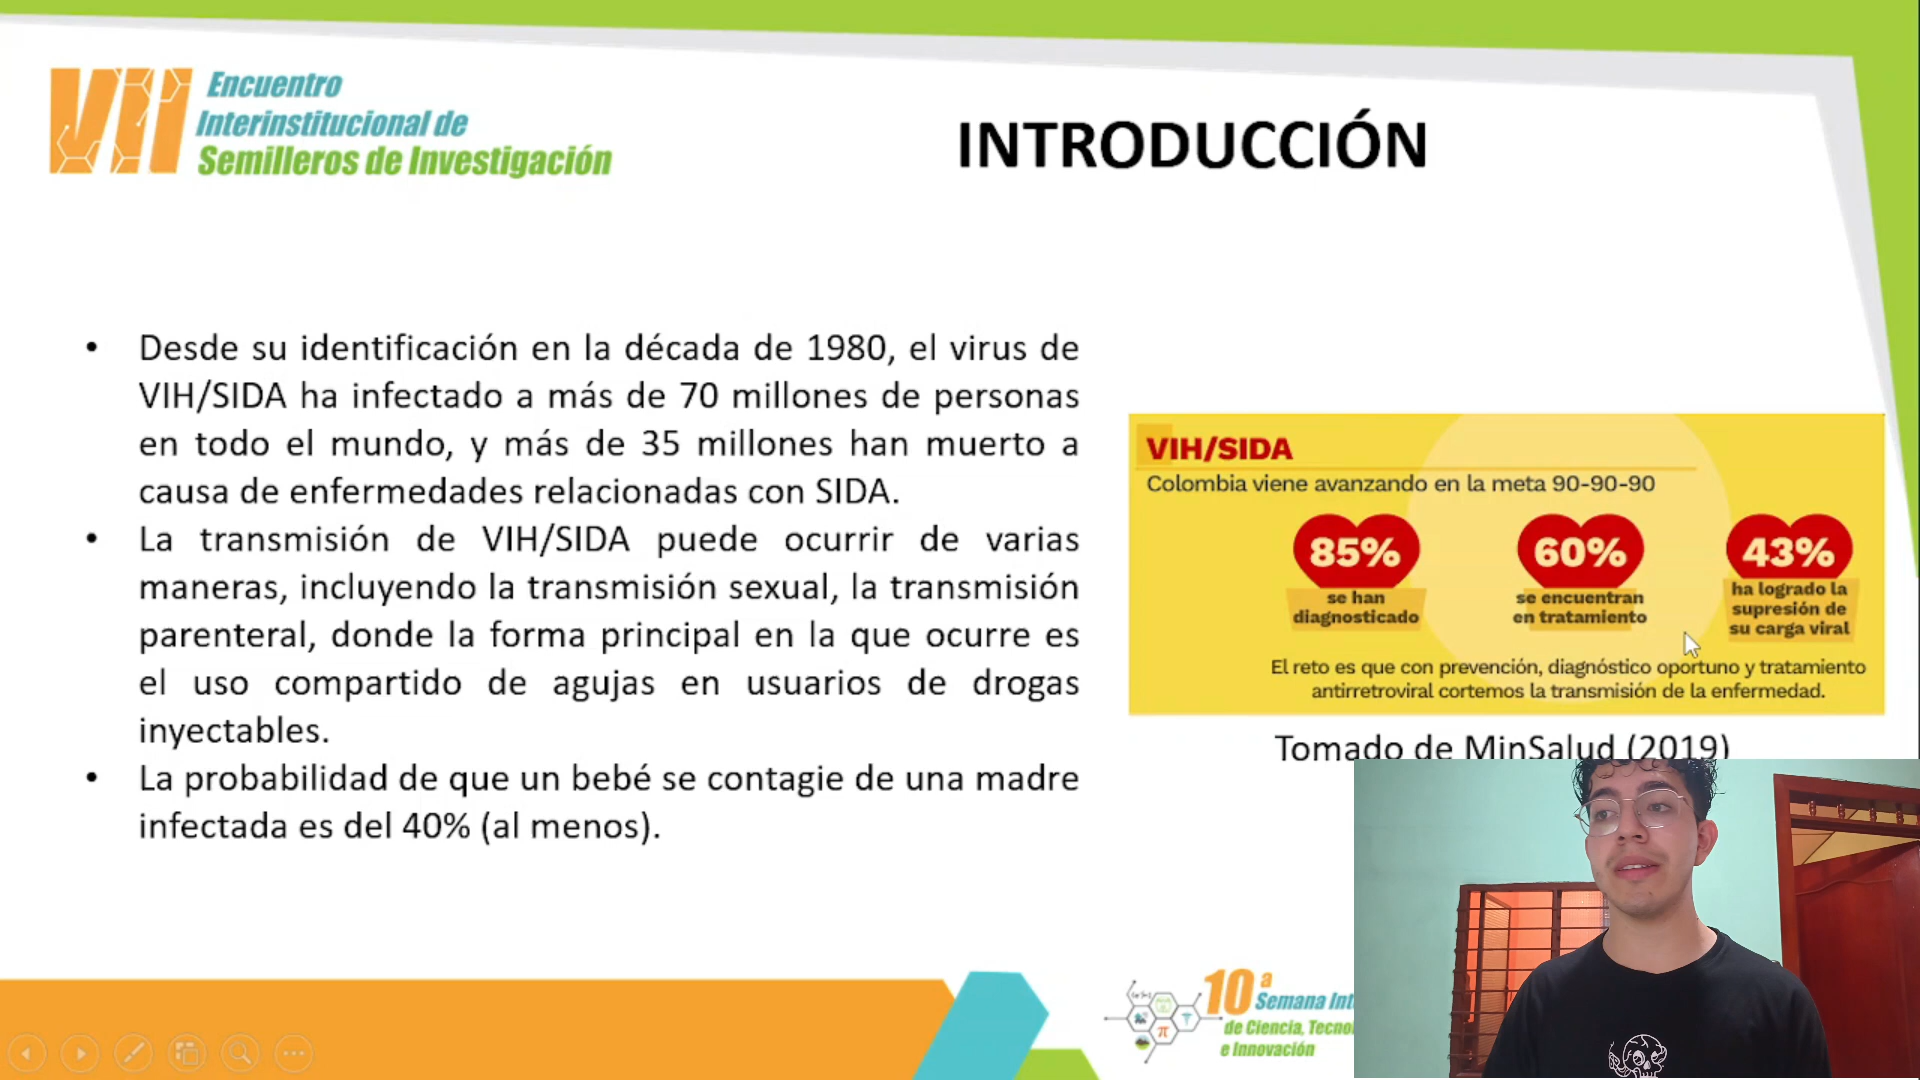 VII
Encuentro
Interinstitucional de
Semilleros de Investigación
INTRODUCCIÓN
• Desde su identificación en la década de 1980, el virus de
VIH/SIDA ha infectado a más de 70 millones de personas
en todo el mundo, y más de 35 millones han muerto a
causa de enfermedades relacionadas con SIDA.
• La transmisión de VIH/SIDA puede ocurrir de varias
maneras, incluyendo la transmisión sexual, la transmisión
parenteral, donde la forma principal en la que ocurre es
el uso compartido de agujas en usuarios de drogas
inyectables.
• La probabilidad de que un bebé se contagie de una madre
infectada es del 40% (al menos).
VIH/SIDA
Colombia viene avanzando en la meta 90-90-90
85%
se han
diagnosticado
60%
se encuentran
en tratamiento
43%
ha logrado la
supresión de
su carga viral
El reto es que con prevención, diagnóstico oportuno y tratamiento
antirretroviral cortemos la transmisión de la enfermedad.
Tomado de MinSalud (2019)
10ª
Semana
de Ciencia,
e Innovación